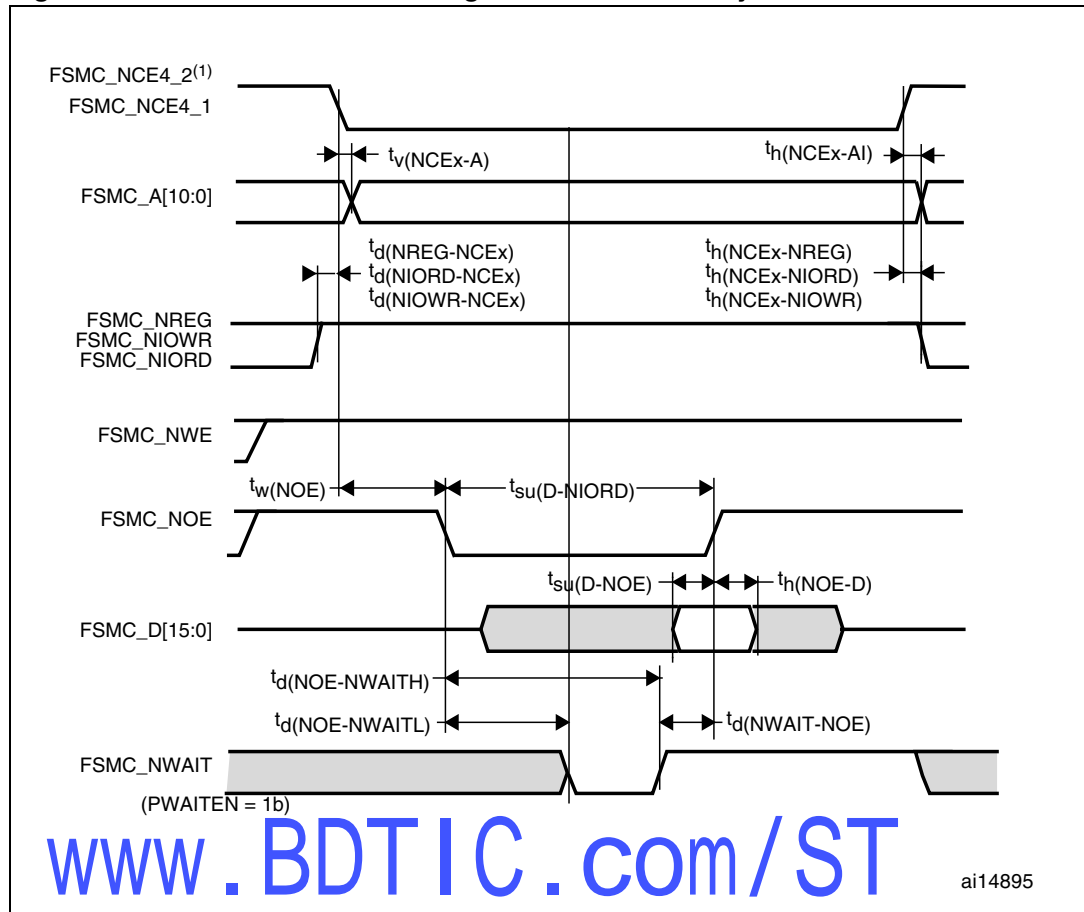 FSMC_NCE4_2(1)
FSMC_NCE4_1
tv(NCEx-A)
th(NCEx-AI)
FSMC_A[10:0]
td(NREG-NCEx)
td(NIORD-NCEx)
td(NIOWR-NCEx)
th(NCEx-NREG)
th(NCEx-NIORD)
th(NCEx-NIOWR)
FSMC_NREG
FSMC_NIOWR
FSMC_NIORD
FSMC_NWE
tw(NOE)
tsu(D-NIORD)
FSMC_NOE
tsu(D-NOE)
th(NOE-D)
FSMC_D[15:0]
td(NOE-NWAITH)
td(NOE-NWAITL)
td(NWAIT-NOE)
FSMC_NWAIT
(PWAITEN = 1b)
www.BDTIC.com/ST
ai14895